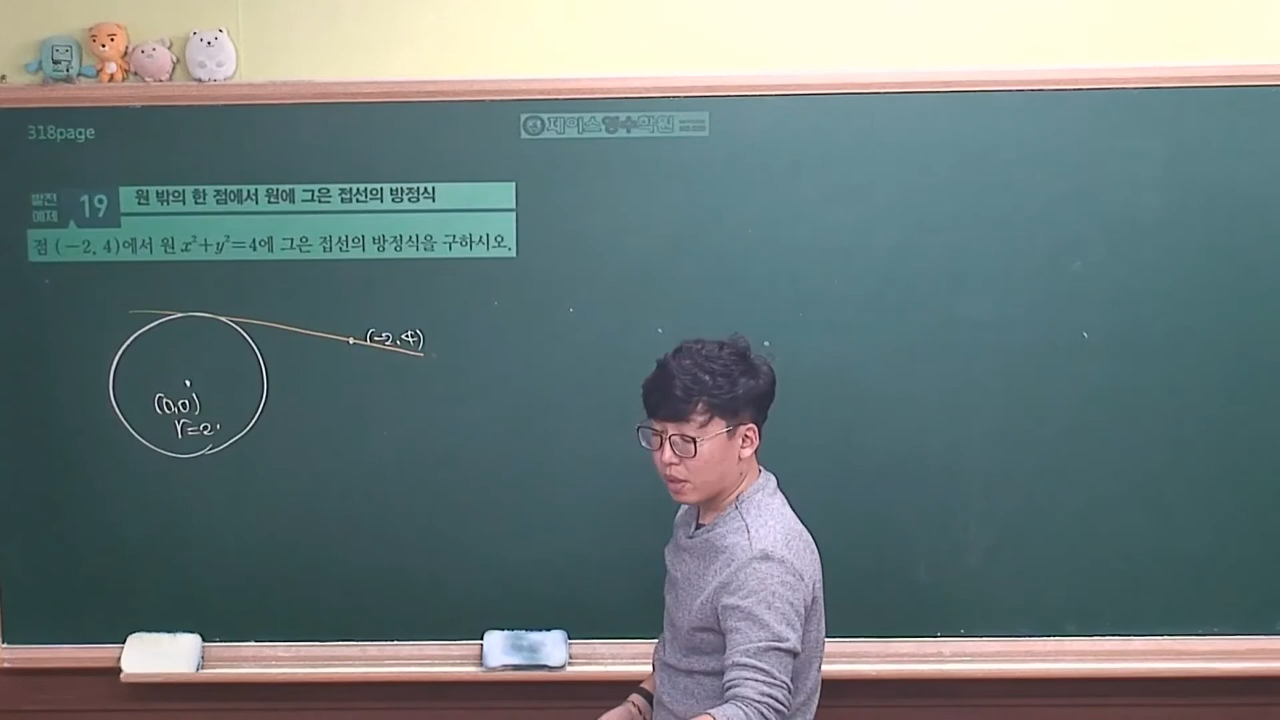 318page
제이스영수학원
발전 예제 19 원 밖의 한 점에서 원에 그은 접선의 방정식
점 (−2, 4)에서 원 x²+y²=4에 그은 접선의 방정식을 구하시오.
(-2,4)
(0,0)
r=2